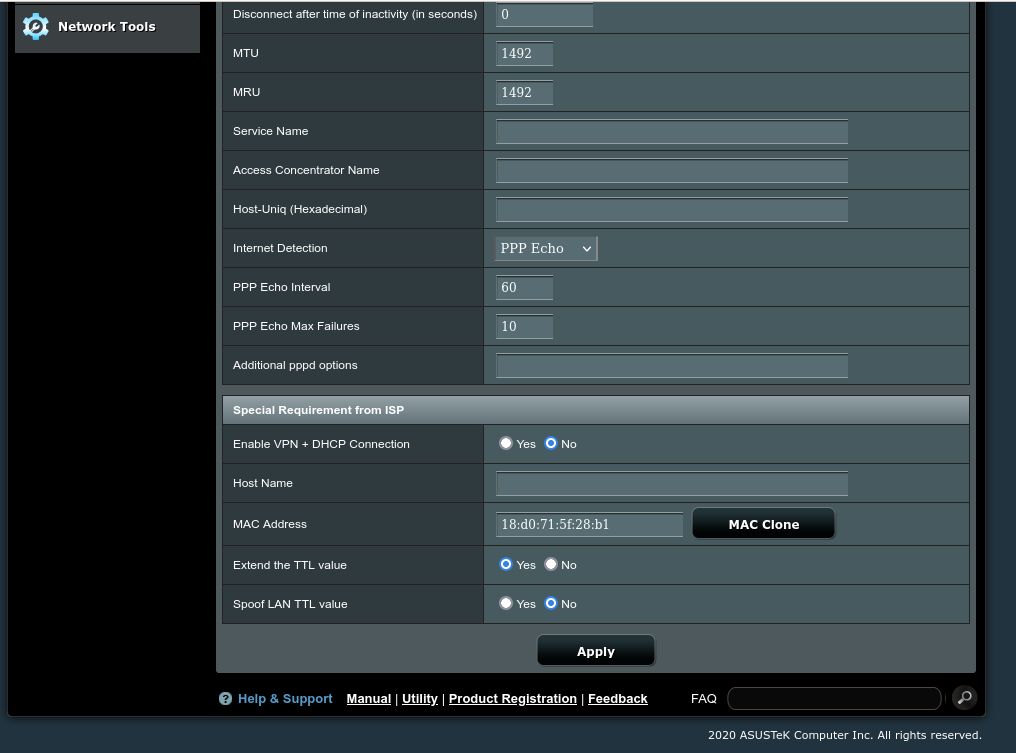 Network Tools
Disconnect after time of inactivity (in seconds) 0
MTU 1492
MRU 1492
Service Name
Access Concentrator Name
Host-Uniq (Hexadecimal)
Internet Detection PPP Echo
PPP Echo Interval 60
PPP Echo Max Failures 10
Additional pppd options
Special Requirement from ISP
Enable VPN + DHCP Connection Yes No
Host Name
MAC Address 18:d0:71:5f:28:b1 MAC Clone
Extend the TTL value Yes No
Spoof LAN TTL value Yes No
Apply
? Help & Support Manual | Utility | Product Registration | Feedback FAQ
2020 ASUSTeK Computer Inc. All rights reserved.